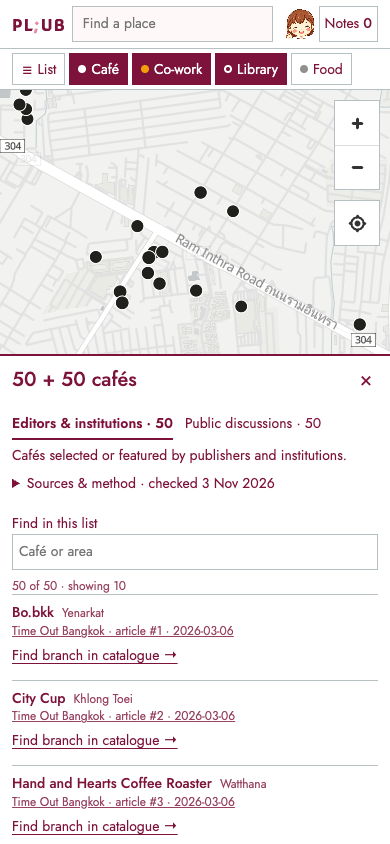 PL;UB
Find a place
Notes 0
≡ List
Café
Co-work
Library
Food
304
304
+
−
Ram Inthra Road ถนนรามอินทรา
304
50 + 50 cafés
×
Editors & institutions · 50
Public discussions · 50
Cafés selected or featured by publishers and institutions.
▶ Sources & method · checked 3 Nov 2026
Find in this list
Café or area
50 of 50 · showing 10
Bo.bkk Yenarkat
Time Out Bangkok · article #1 · 2026-03-06
Find branch in catalogue →
City Cup Khlong Toei
Time Out Bangkok · article #2 · 2026-03-06
Find branch in catalogue →
Hand and Hearts Coffee Roaster Watthana
Time Out Bangkok · article #3 · 2026-03-06
Find branch in catalogue →